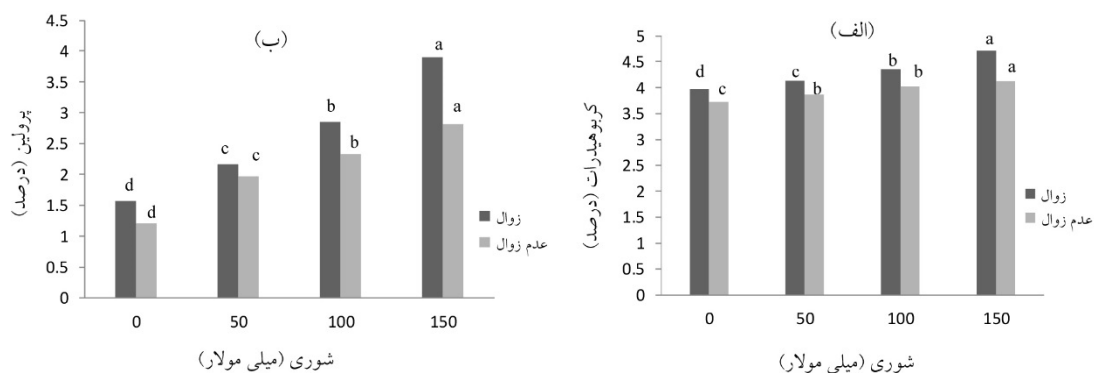 (الف)
کربوهیدرات (درصد)
5
4.5
4
3.5
3
2.5
2
1.5
1
0.5
0
d
c
c
b
b
b
a
a
0 50 100 150
شوری (میلی مولار)
زوال
عدم زوال
(ب)
پرولین (درصد)
4.5
4
3.5
3
2.5
2
1.5
1
0.5
0
d
d
c
c
b
b
a
a
0 50 100 150
شوری (میلی مولار)
زوال
عدم زوال